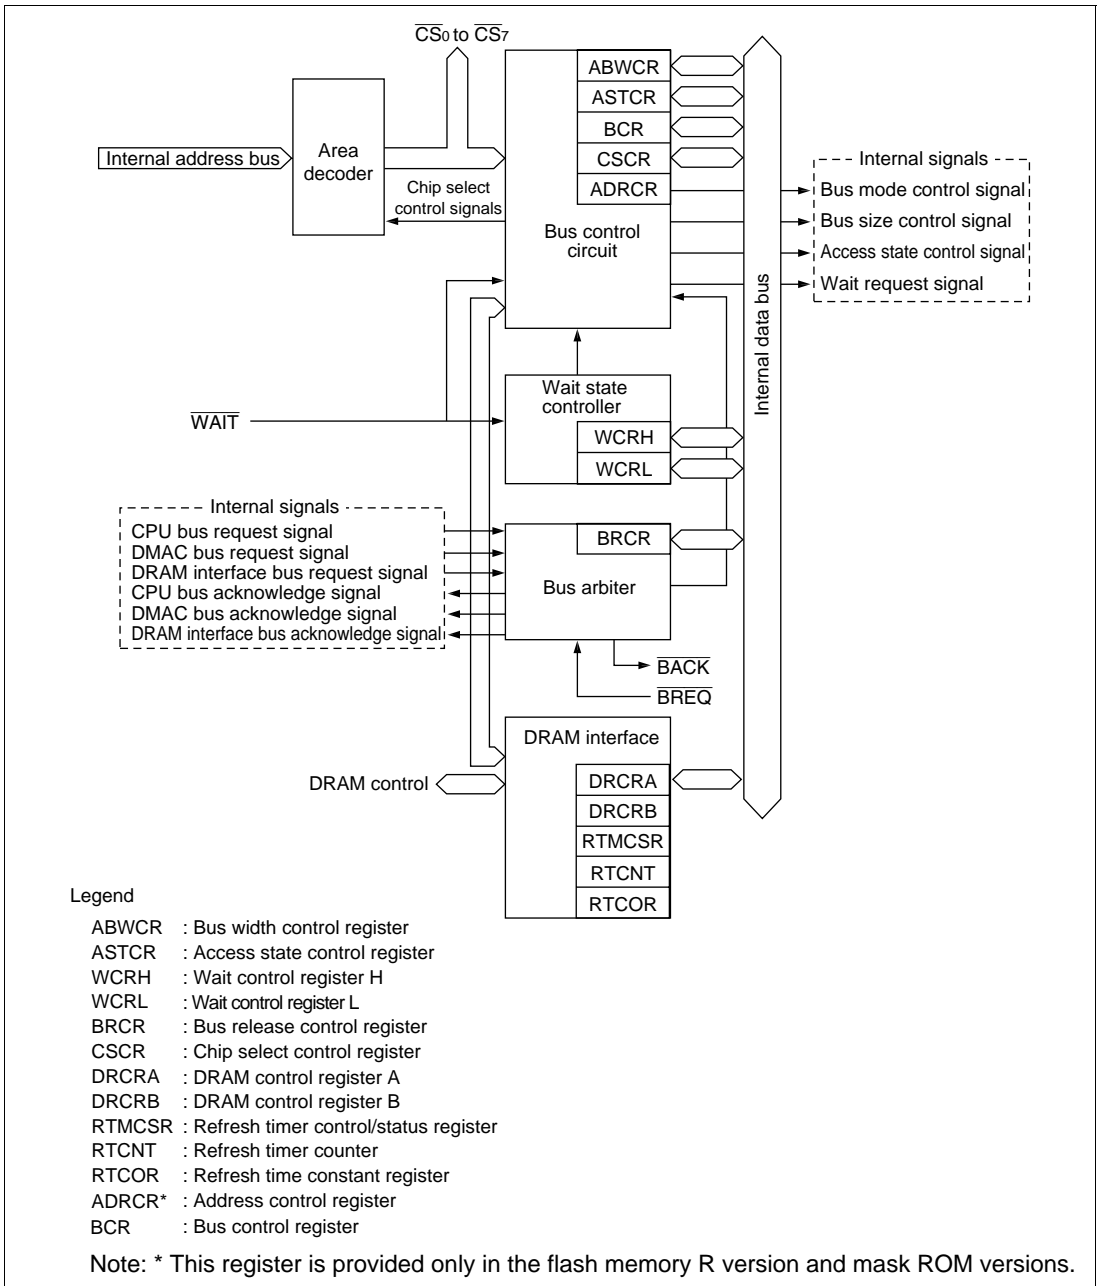 CS0 to CS7
ABWCR
ASTCR
BCR
CSCR
ADRCR
Internal address bus
Area
decoder
Chip select
control signals
Bus control
circuit
Internal signals
Bus mode control signal
Bus size control signal
Access state control signal
Wait request signal
Internal data bus
Wait state
controller
WCRH
WCRL
WAIT
Internal signals
CPU bus request signal
DMAC bus request signal
DRAM interface bus request signal
CPU bus acknowledge signal
DMAC bus acknowledge signal
DRAM interface bus acknowledge signal
BRCR
Bus arbiter
BACK
BREQ
DRAM interface
DRAM control
DRCRA
DRCRB
RTMCSR
RTCNT
RTCOR
Legend
ABWCR : Bus width control register
ASTCR : Access state control register
WCRH : Wait control register H
WCRL : Wait control register L
BRCR : Bus release control register
CSCR : Chip select control register
DRCRA : DRAM control register A
DRCRB : DRAM control register B
RTMCSR : Refresh timer control/status register
RTCNT : Refresh timer counter
RTCOR : Refresh time constant register
ADRCR* : Address control register
BCR : Bus control register
Note: * This register is provided only in the flash memory R version and mask ROM versions.